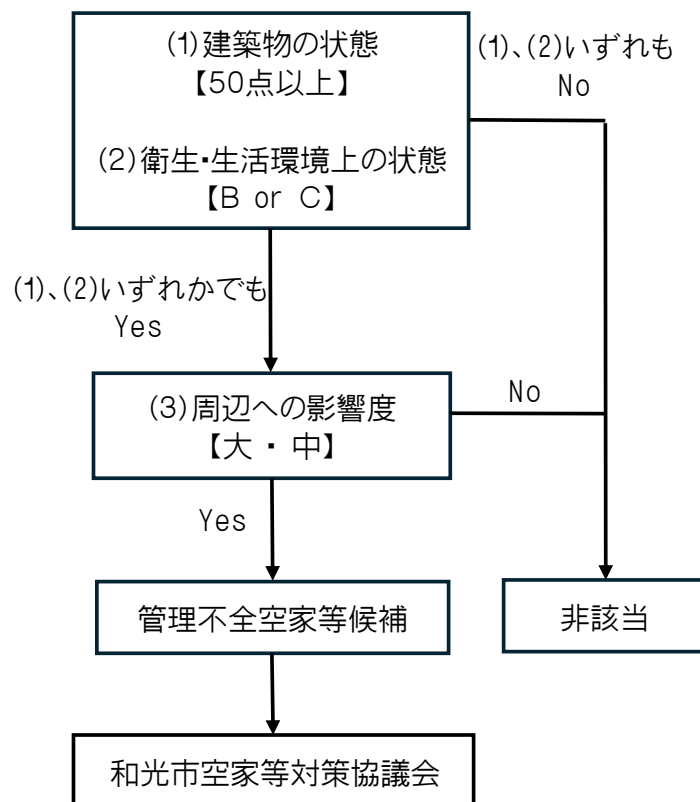 (1)建築物の状態
【50点以上】
(2)衛生・生活環境上の状態
【B or C】
(1)、(2)いずれも
No
(1)、(2)いずれかでも
Yes
(3)周辺への影響度
【大・中】
No
Yes
管理不全空家等候補
非該当
和光市空家等対策協議会